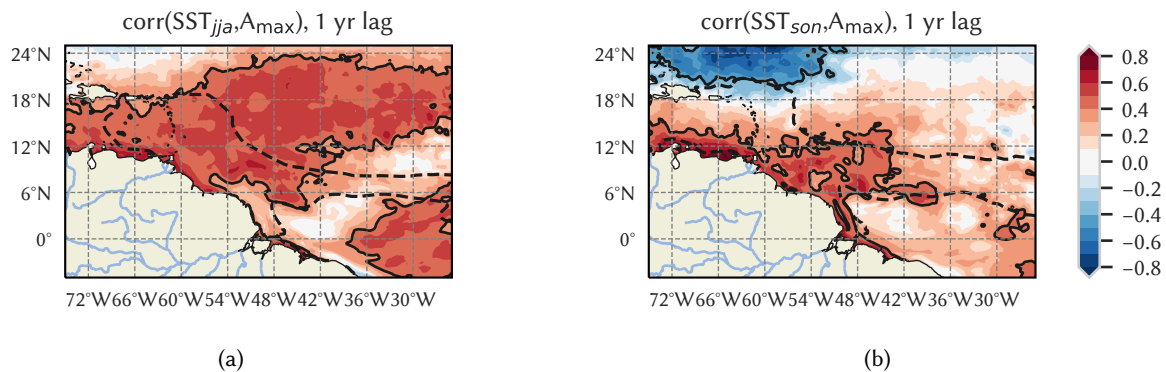 corr(SST_jja,A_max), 1 yr lag
24°N
18°N
12°N
6°N
0°
72°W66°W60°W54°W48°W42°W36°W30°W
(a)
corr(SST_son,A_max), 1 yr lag
24°N
18°N
12°N
6°N
0°
72°W66°W60°W54°W48°W42°W36°W30°W
(b)
0.8
0.6
0.4
0.2
0.0
−0.2
−0.4
−0.6
−0.8